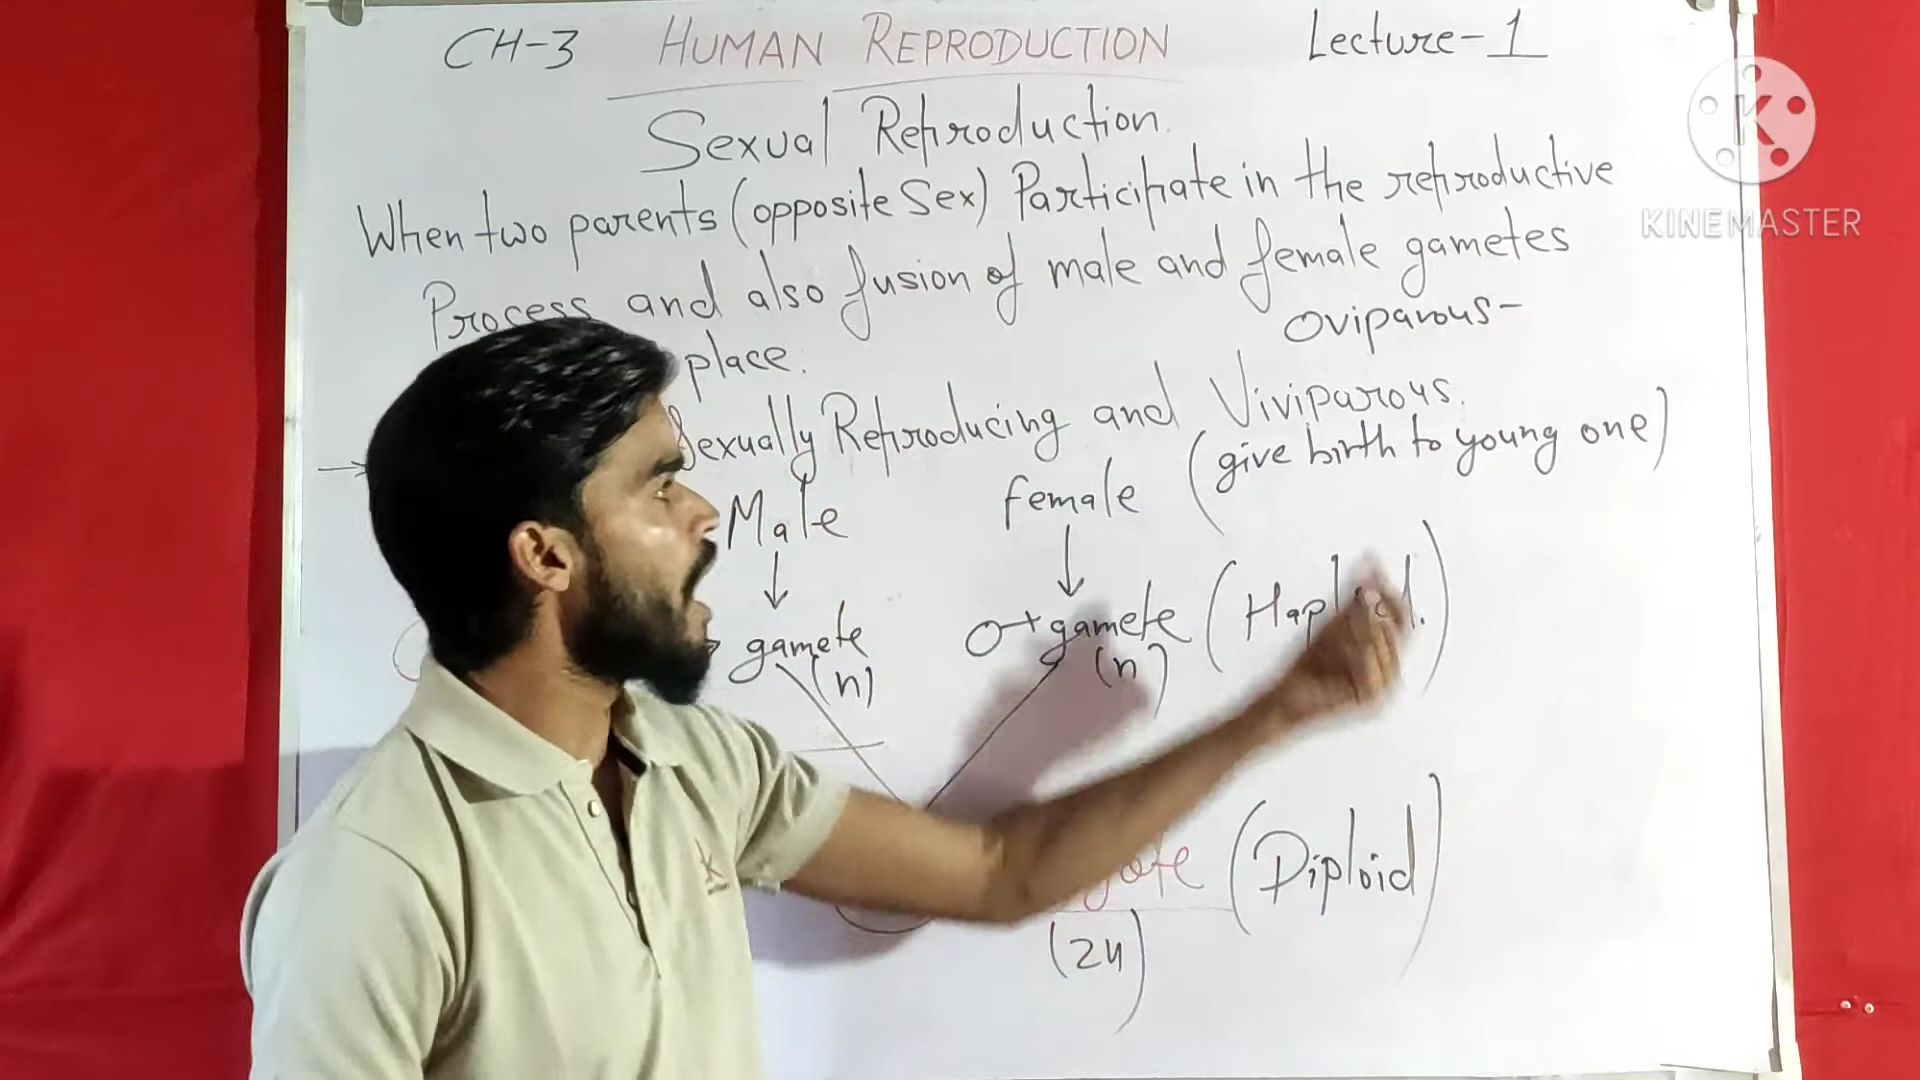 CH-3 HUMAN REPRODUCTION Lecture-1
Sexual Reproduction.
When two parents (opposite Sex) Participate in the reproductive
Process and also fusion of male and female gametes
place.
Oviparous-
Sexually Reproducing and Viviparous.
(give birth to young one)
Male female
gamete gamete (Haploid.)
(n) (n)
(Diploid)
(2n)
K
KINEMASTER